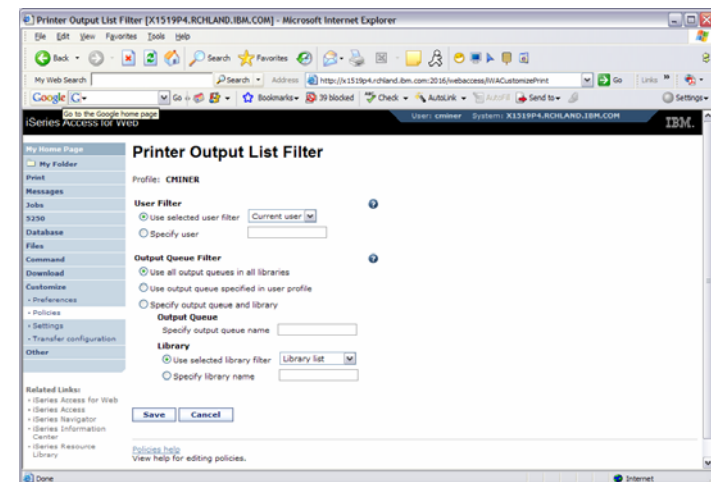 Printer Output List Filter [X1519P4.RCHLAND.IBM.COM] - Microsoft Internet Explorer
File Edit View Favorites Tools Help
Back Search Favorites
My Web Search Search Address http://x1519p4.rchland.ibm.com:2016/webaccess/iWACustomizePrint Go Links »
Google G Go Bookmarks 39 blocked Check AutoLink AutoFill Send to Settings
Go to the Google home page
iSeries Access for Web
User: cminer System: X1519P4.RCHLAND.IBM.COM
IBM.
My Home Page
My Folder
Print
Messages
Jobs
5250
Database
Files
Command
Download
Customize
• Preferences
• Policies
• Settings
• Transfer configuration
Other
Related Links:
• iSeries Access for Web
• iSeries Access
• iSeries Navigator
• iSeries Information
Center
• iSeries Resource
Library
Printer Output List Filter
Profile: CMINER
User Filter
Use selected user filter Current user
Specify user
Output Queue Filter
Use all output queues in all libraries
Use output queue specified in user profile
Specify output queue and library
Output Queue
Specify output queue name
Library
Use selected library filter Library list
Specify library name
Save Cancel
Policies help
View help for editing policies.
Done Internet